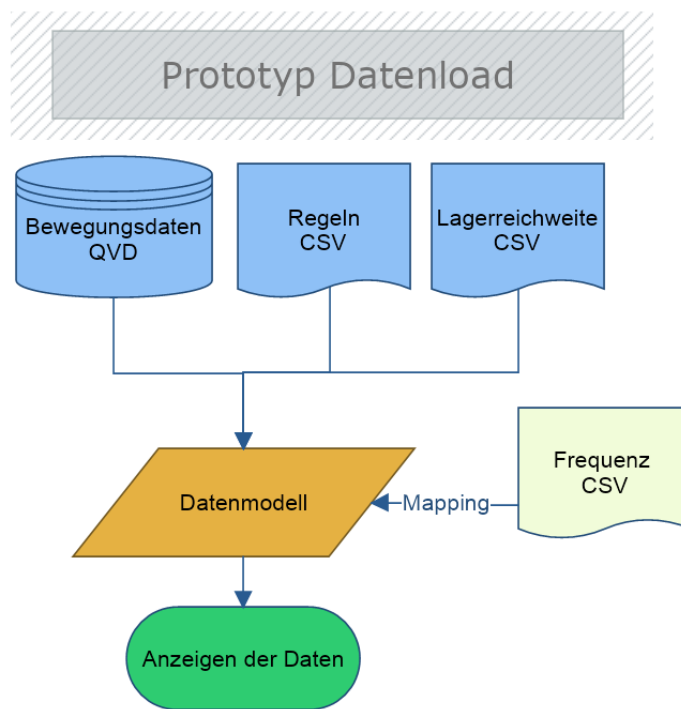 Prototyp Datenload
Bewegungsdaten
QVD
Regeln
CSV
Lagerreichweite
CSV
Frequenz
CSV
Mapping
Datenmodell
Anzeigen der Daten